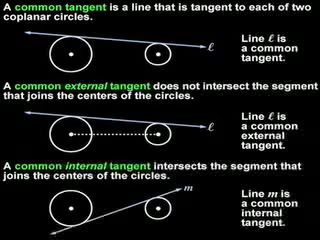 A common tangent is a line that is tangent to each of two
coplanar circles.
ℓ
Line ℓ is
a common
tangent.
A common external tangent does not intersect the segment
that joins the centers of the circles.
ℓ
Line ℓ is
a common
external
tangent.
A common internal tangent intersects the segment that
joins the centers of the circles.
m
Line m is
a common
internal
tangent.